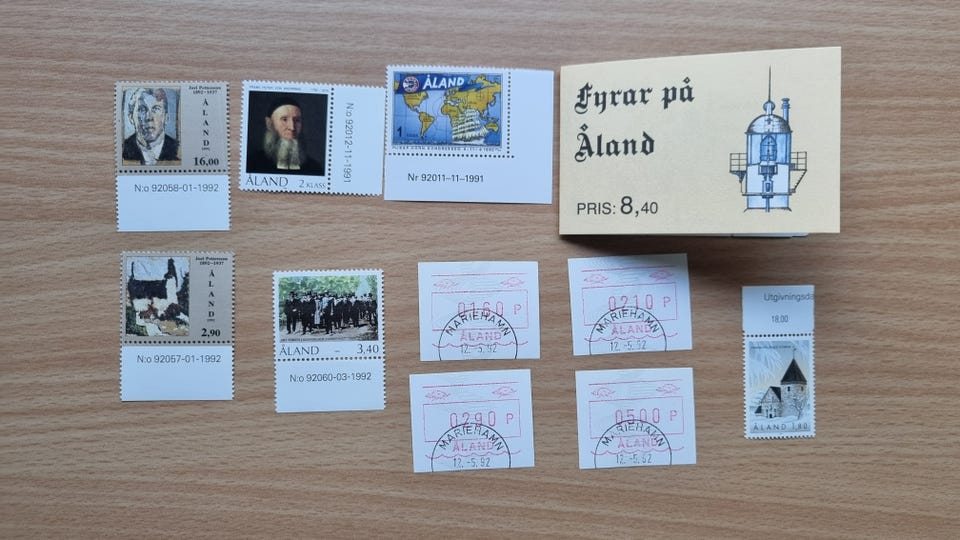 Joel Pettersson
1892-1937
ÅLAND
16,00
N:o 92058-01-1992
ÅLAND 2 KLASS
N:o 92012-11-1991
ÅLAND
1
Nr 92011–11–1991
Fyrar på
Åland
PRIS: 8,40
Joel Pettersson
1892-1937
ÅLAND
2,90
N:o 92057-01-1992
ÅLAND – 3,40
N:o 92060-03-1992
0160 P
ÅLAND
MARIEHAMN
12.-5.92
0210 P
ÅLAND
MARIEHAMN
12.-5.92
0290 P
ÅLAND
MARIEHAMN
12.-5.92
0500 P
ÅLAND
MARIEHAMN
12.-5.92
Utgivningsda
18,00
ÅLAND 1,80